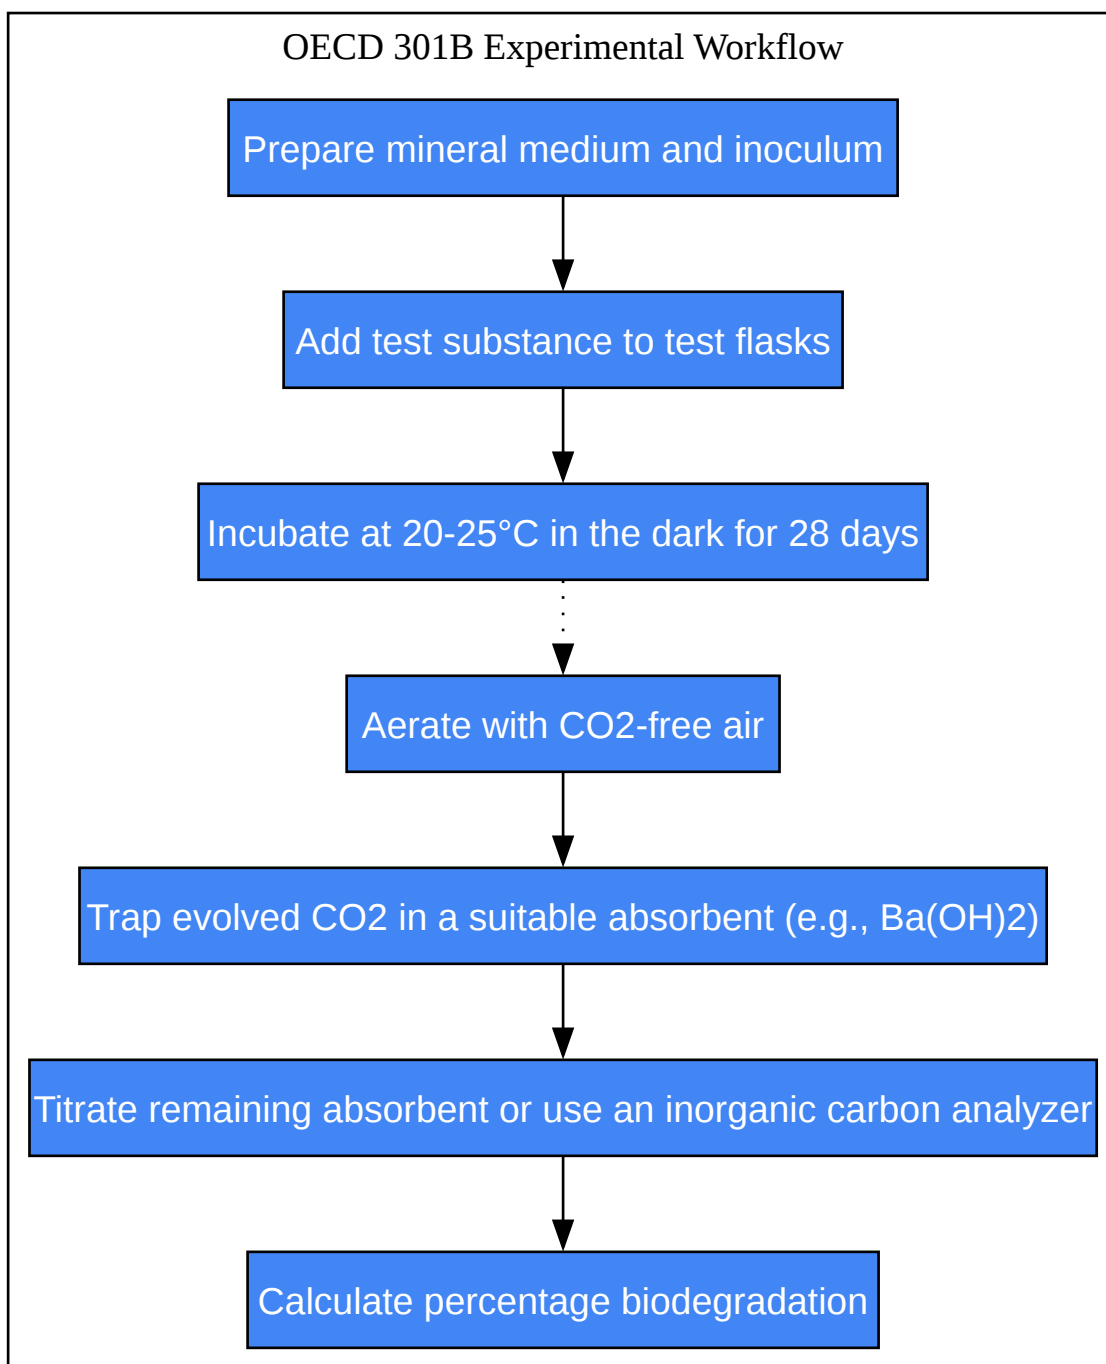 OECD 301B Experimental Workflow
Prepare mineral medium and inoculum
Add test substance to test flasks
Incubate at 20-25°C in the dark for 28 days
Aerate with CO2-free air
Trap evolved CO2 in a suitable absorbent (e.g., Ba(OH)2)
Titrate remaining absorbent or use an inorganic carbon analyzer
Calculate percentage biodegradation